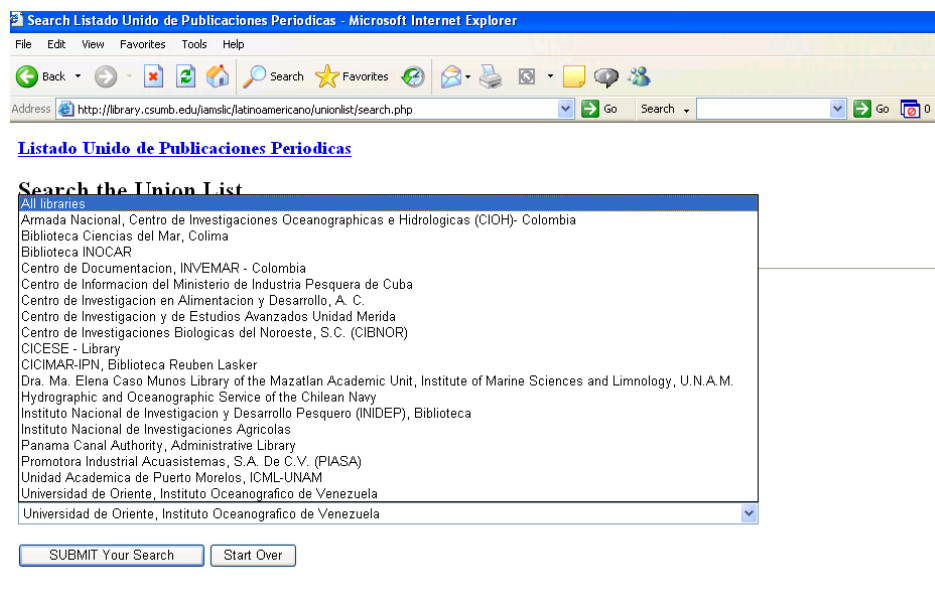 Search Listado Unido de Publicaciones Periodicas - Microsoft Internet Explorer
File Edit View Favorites Tools Help
Back Search Favorites
Address http://library.csumb.edu/iamslic/latinoamericano/unionlist/search.php Go Search Go 0
Listado Unido de Publicaciones Periodicas
Search the Union List
All libraries
Armada Nacional, Centro de Investigaciones Oceanographicas e Hidrologicas (CIOH)- Colombia
Biblioteca Ciencias del Mar, Colima
Biblioteca INOCAR
Centro de Documentacion, INVEMAR - Colombia
Centro de Informacion del Ministerio de Industria Pesquera de Cuba
Centro de Investigacion en Alimentacion y Desarrollo, A. C.
Centro de Investigacion y de Estudios Avanzados Unidad Merida
Centro de Investigaciones Biologicas del Noroeste, S.C. (CIBNOR)
CICESE - Library
CICIMAR-IPN, Biblioteca Reuben Lasker
Dra. Ma. Elena Caso Munos Library of the Mazatlan Academic Unit, Institute of Marine Sciences and Limnology, U.N.A.M.
Hydrographic and Oceanographic Service of the Chilean Navy
Instituto Nacional de Investigacion y Desarrollo Pesquero (INIDEP), Biblioteca
Instituto Nacional de Investigaciones Agricolas
Panama Canal Authority, Administrative Library
Promotora Industrial Acuasistemas, S.A. De C.V. (PIASA)
Unidad Academica de Puerto Morelos, ICML-UNAM
Universidad de Oriente, Instituto Oceanografico de Venezuela
Universidad de Oriente, Instituto Oceanografico de Venezuela
SUBMIT Your Search Start Over